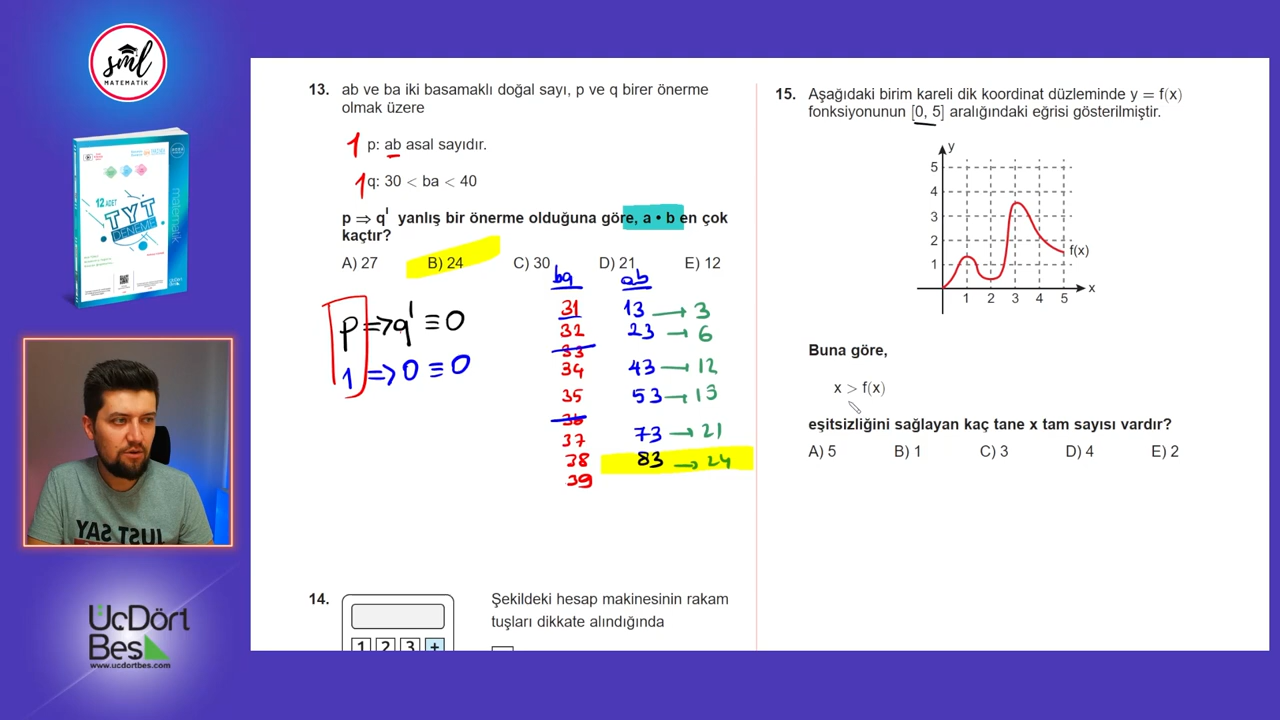 sml
MATEMATİK
12 ADET
TYT
DENEME
matematik
ÜçDört
Beş
www.ucdortbes.com
JUST SAY
13. ab ve ba iki basamaklı doğal sayı, p ve q birer önerme
olmak üzere
1 p: ab asal sayıdır.
1 q: 30 < ba < 40
p ⇒ q' yanlış bir önerme olduğuna göre, a • b en çok
kaçtır?
A) 27 B) 24 C) 30 D) 21 E) 12
p ⇒ q' ≡ 0
1 ⇒ 0 ≡ 0
ba ab
31 13 → 3
32 23 → 6
33
34 43 → 12
35 53 → 13
36
37 73 → 21
38 83 → 24
39
14. Şekildeki hesap makinesinin rakam
tuşları dikkate alındığında
1 2 3 +
15. Aşağıdaki birim kareli dik koordinat düzleminde y = f(x)
fonksiyonunun [0, 5] aralığındaki eğrisi gösterilmiştir.
y
5
4
3
2
1
f(x)
x
1 2 3 4 5
Buna göre,
x > f(x)
eşitsizliğini sağlayan kaç tane x tam sayısı vardır?
A) 5 B) 1 C) 3 D) 4 E) 2